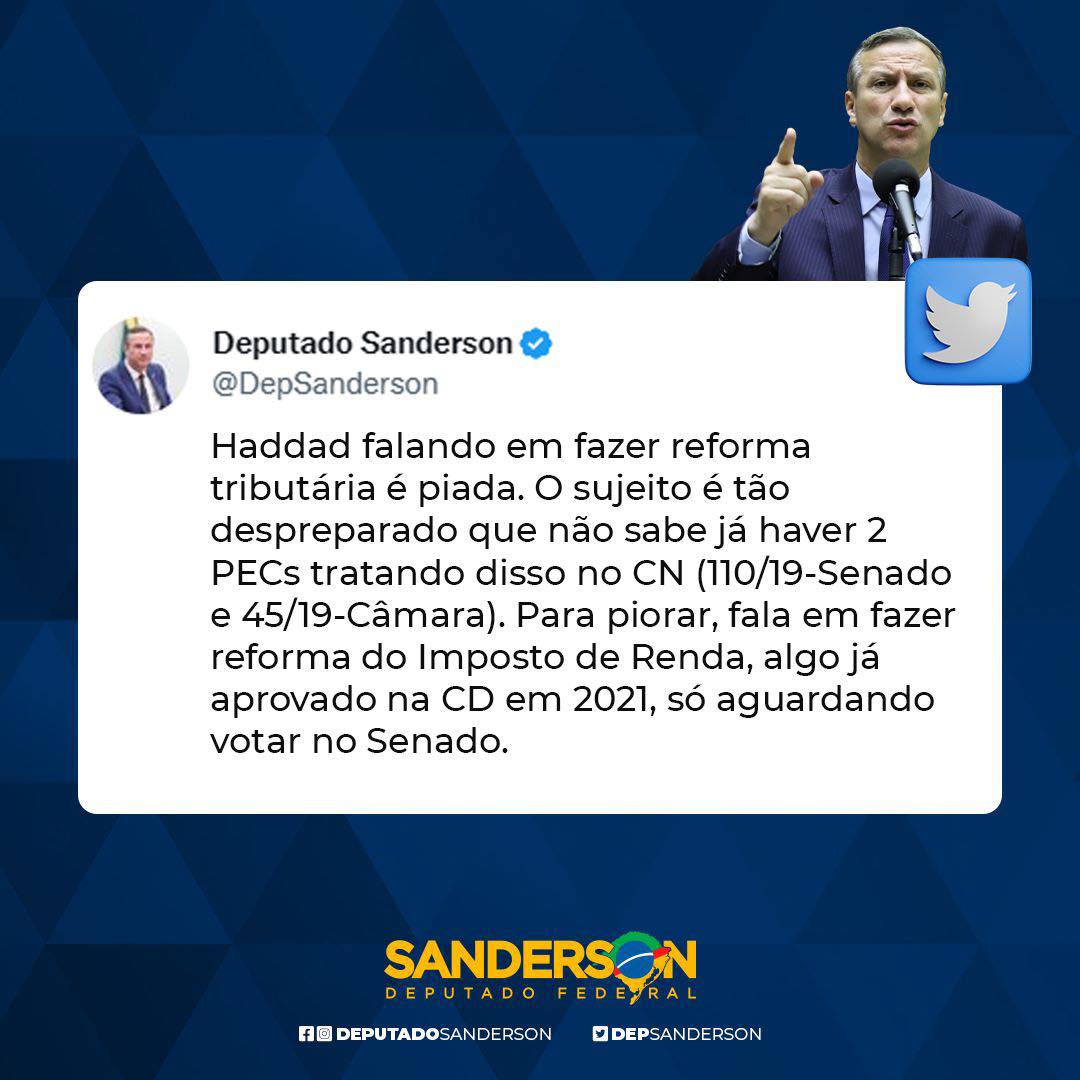 Deputado Sanderson
@DepSanderson
Haddad falando em fazer reforma
tributária é piada. O sujeito é tão
despreparado que não sabe já haver 2
PECs tratando disso no CN (110/19-Senado
e 45/19-Câmara). Para piorar, fala em fazer
reforma do Imposto de Renda, algo já
aprovado na CD em 2021, só aguardando
votar no Senado.
SANDERSON
DEPUTADO FEDERAL
DEPUTADOSANDERSON DEPSANDERSON